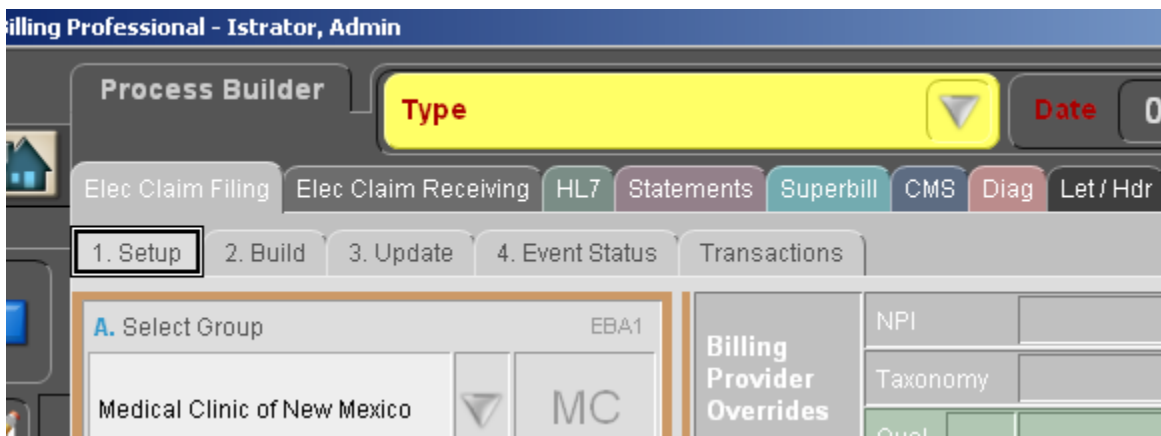 illing Professional - Istrator, Admin
Process Builder
Type
Date 0
Elec Claim Filing Elec Claim Receiving HL7 Statements Superbill CMS Diag Let / Hdr
1. Setup 2. Build 3. Update 4. Event Status Transactions
A. Select Group EBA1
Medical Clinic of New Mexico MC
Billing
Provider
Overrides
NPI
Taxonomy
Qual